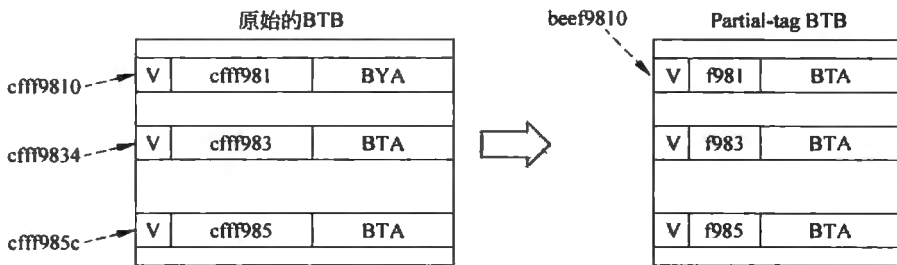 原始的BTB
beef9810
Partial-tag BTB
cfff9810
V
cfff981
BYA
V
f981
BTA
cfff9834
V
cfff983
BTA
V
f983
BTA
cfff985c
V
cfff985
BTA
V
f985
BTA